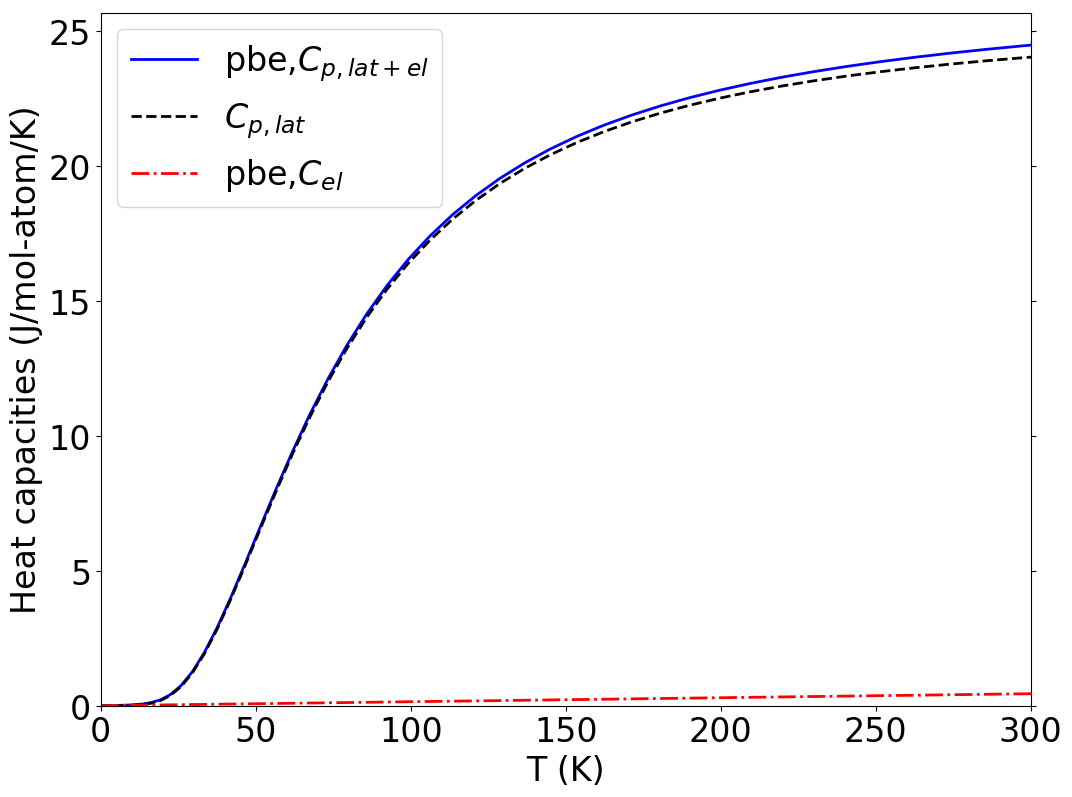 25
20
15
10
5
0
Heat capacities (J/mol-atom/K)
pbe,C_{p,lat+el}
C_{p,lat}
pbe,C_{el}
0 50 100 150 200 250 300
T (K)